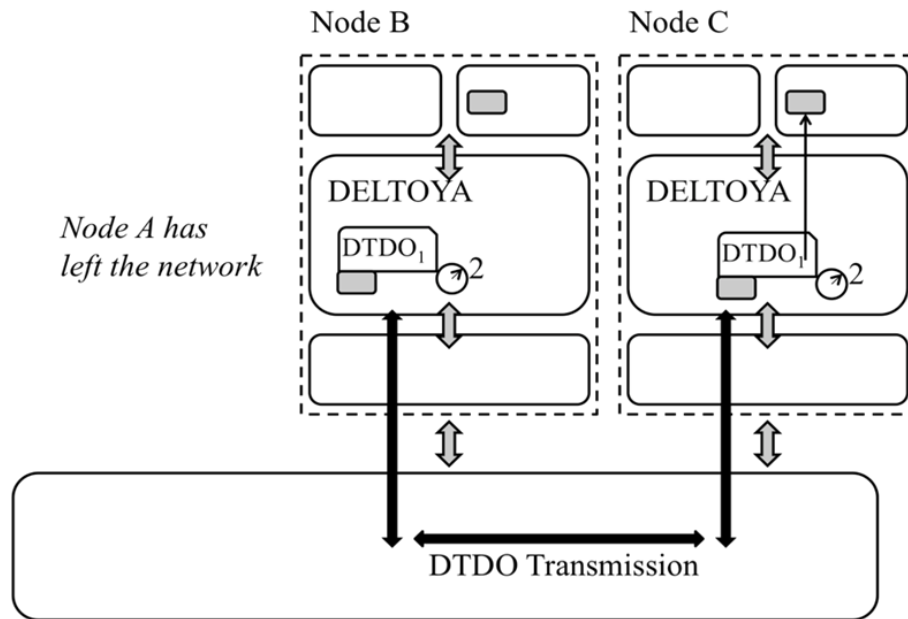 Node B
Node C
DELTOYA
DELTOYA
Node A has
left the network
DTDO₁
2
DTDO₁
2
DTDO Transmission